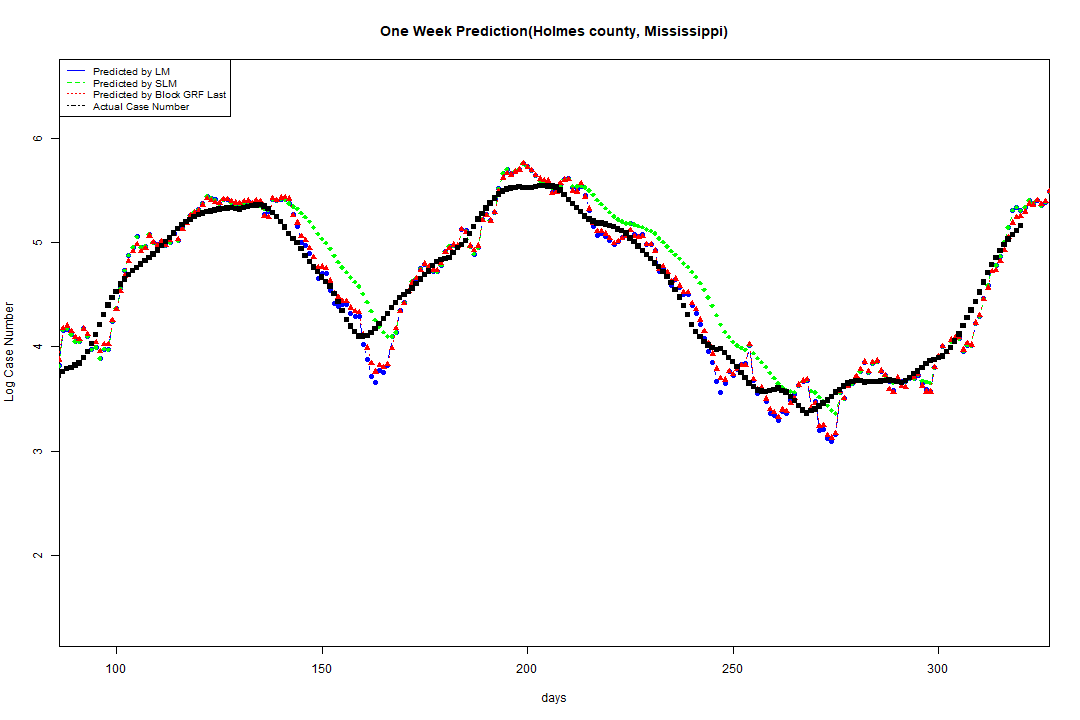 One Week Prediction(Holmes county, Mississippi)
Predicted by LM
Predicted by SLM
Predicted by Block GRF Last
Actual Case Number
6
5
4
3
2
Log Case Number
100 150 200 250 300
days